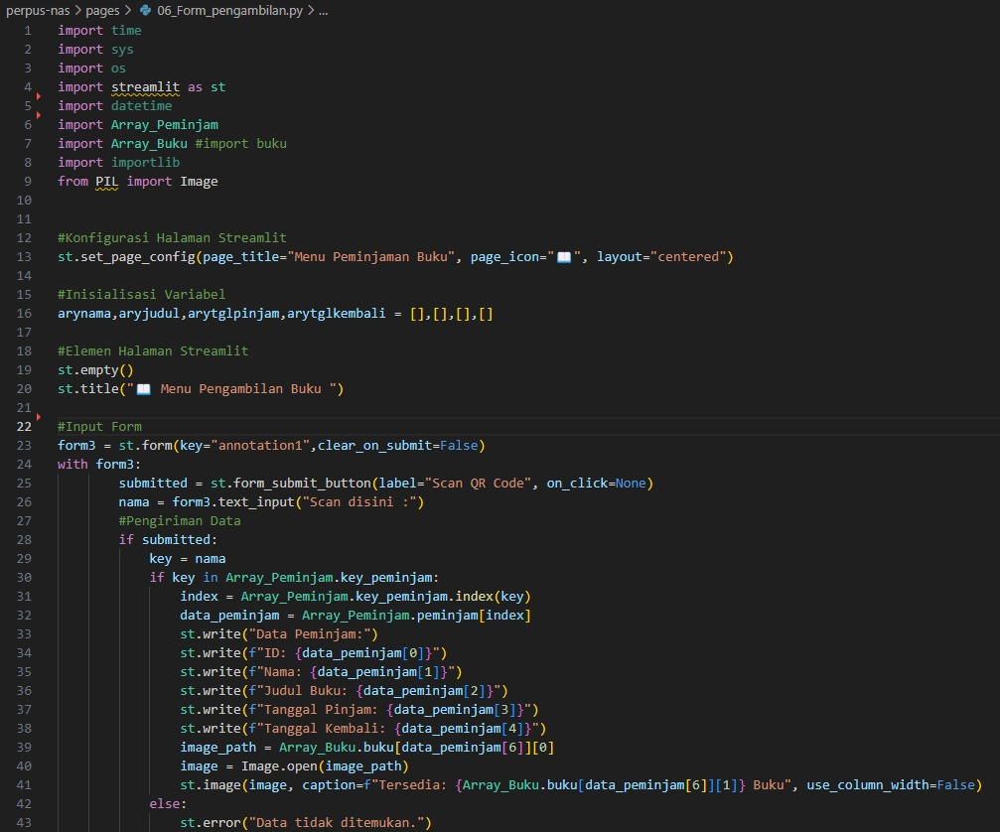 perpus-nas > pages > 06_Form_pengambilan.py > ...
1 import time
2 import sys
3 import os
4 import streamlit as st
5 import datetime
6 import Array_Peminjam
7 import Array_Buku #import buku
8 import importlib
9 from PIL import Image
10
11
12 #Konfigurasi Halaman Streamlit
13 st.set_page_config(page_title="Menu Peminjaman Buku", page_icon="📖", layout="centered")
14
15 #Inisialisasi Variabel
16 arynama,aryjudul,arytglpinjam,arytglkembali = [],[],[],[]
17
18 #Elemen Halaman Streamlit
19 st.empty()
20 st.title("📖 Menu Pengambilan Buku ")
21
22 #Input Form
23 form3 = st.form(key="annotation1",clear_on_submit=False)
24 with form3:
25         submitted = st.form_submit_button(label="Scan QR Code", on_click=None)
26         nama = form3.text_input("Scan disini :")
27         #Pengiriman Data
28         if submitted:
29             key = nama
30             if key in Array_Peminjam.key_peminjam:
31                 index = Array_Peminjam.key_peminjam.index(key)
32                 data_peminjam = Array_Peminjam.peminjam[index]
33                 st.write("Data Peminjam:")
34                 st.write(f"ID: {data_peminjam[0]}")
35                 st.write(f"Nama: {data_peminjam[1]}")
36                 st.write(f"Judul Buku: {data_peminjam[2]}")
37                 st.write(f"Tanggal Pinjam: {data_peminjam[3]}")
38                 st.write(f"Tanggal Kembali: {data_peminjam[4]}")
39                 image_path = Array_Buku.buku[data_peminjam[6]][0]
40                 image = Image.open(image_path)
41                 st.image(image, caption=f"Tersedia: {Array_Buku.buku[data_peminjam[6]][1]} Buku", use_column_width=False)
42             else:
43                 st.error("Data tidak ditemukan.")